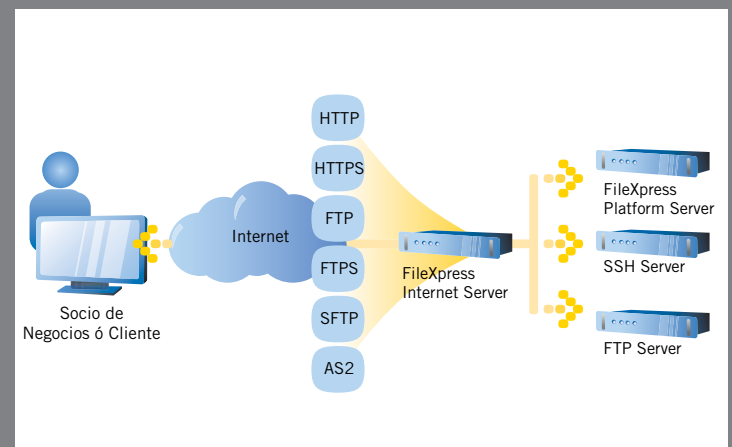 HTTP
HTTPS
FTP
FTPS
SFTP
AS2
Internet
Socio de
Negocios ó Cliente
FileXpress
Internet Server
FileXpress
Platform Server
SSH Server
FTP Server